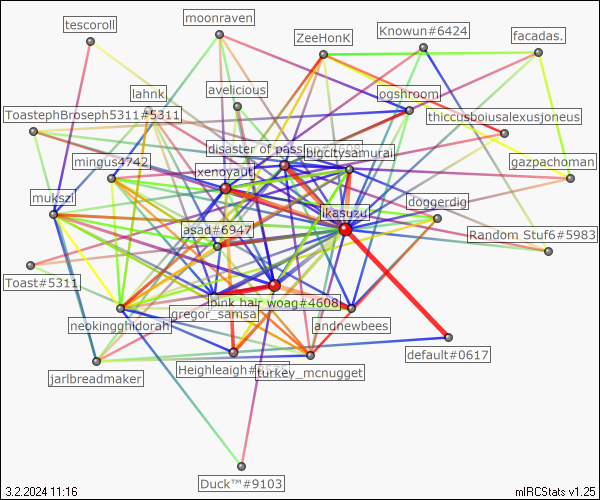 moonraven
tescoroll
Knowun#6424
facadas.
ZeeHonK
lahnk
avelicious
ogshroom
ToastephBroseph5311#5311
thiccusboiusalexusjoneus
disaster of pass
bigcitysamurai
mingus4742
gazpachoman
xenoyaut
mukszi
doggerdig
ikasuzu
asad#6947
Random Stuf6#5983
Toast#5311
pink hair woag#4608
gregor_samsa
neokingghidorah
andnewbees
default#0617
Heighleaigh#
turkey_mcnugget
jarlbreadmaker
Duck™#9103
3.2.2024 11:16
mIRCStats v1.25